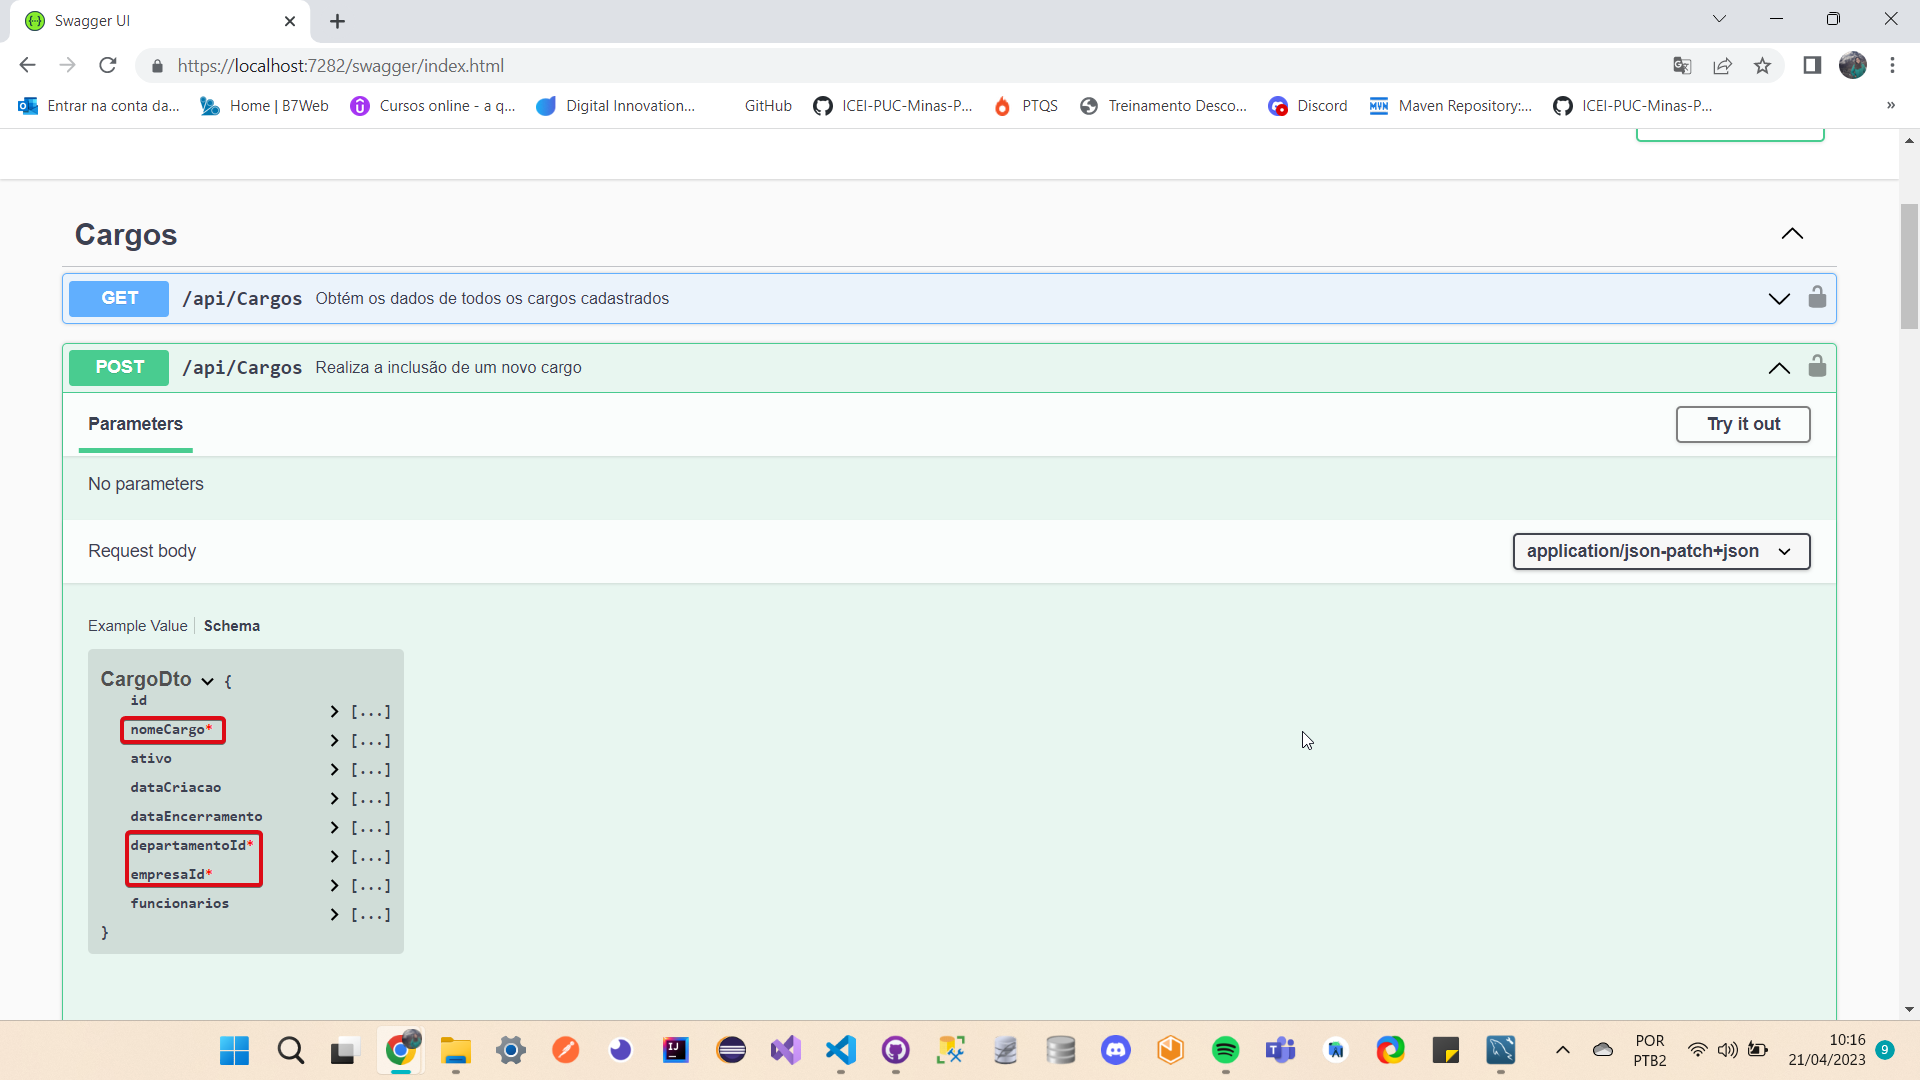 Swagger UI
https://localhost:7282/swagger/index.html
Entrar na conta da...
Home | B7Web
Cursos online - a q...
Digital Innovation...
GitHub
ICEI-PUC-Minas-P...
PTQS
Treinamento Desco...
Discord
MVN
Maven Repository:...
ICEI-PUC-Minas-P...
»
Cargos
GET /api/Cargos Obtém os dados de todos os cargos cadastrados
POST /api/Cargos Realiza a inclusão de um novo cargo
Parameters
Try it out
No parameters
Request body
application/json-patch+json
Example Value | Schema
CargoDto {
id
[...]
nomeCargo*
[...]
ativo
[...]
dataCriacao
[...]
dataEncerramento
[...]
departamentoId*
[...]
empresaId*
[...]
funcionarios
[...]
}
POR
PTB2
10:16
21/04/2023
9